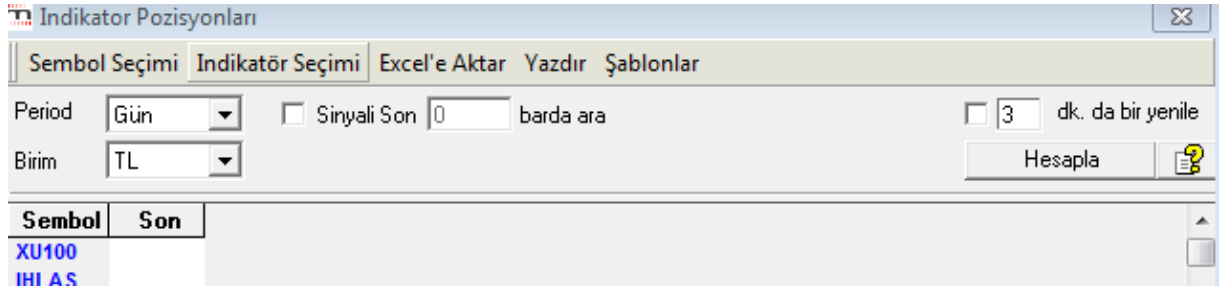 Indikator Pozisyonları
Sembol Seçimi Indikatör Seçimi Excel'e Aktar Yazdır Şablonlar
Period Gün Sinyali Son 0 barda ara 3 dk. da bir yenile
Birim TL Hesapla
Sembol Son
XU100
IHLAS